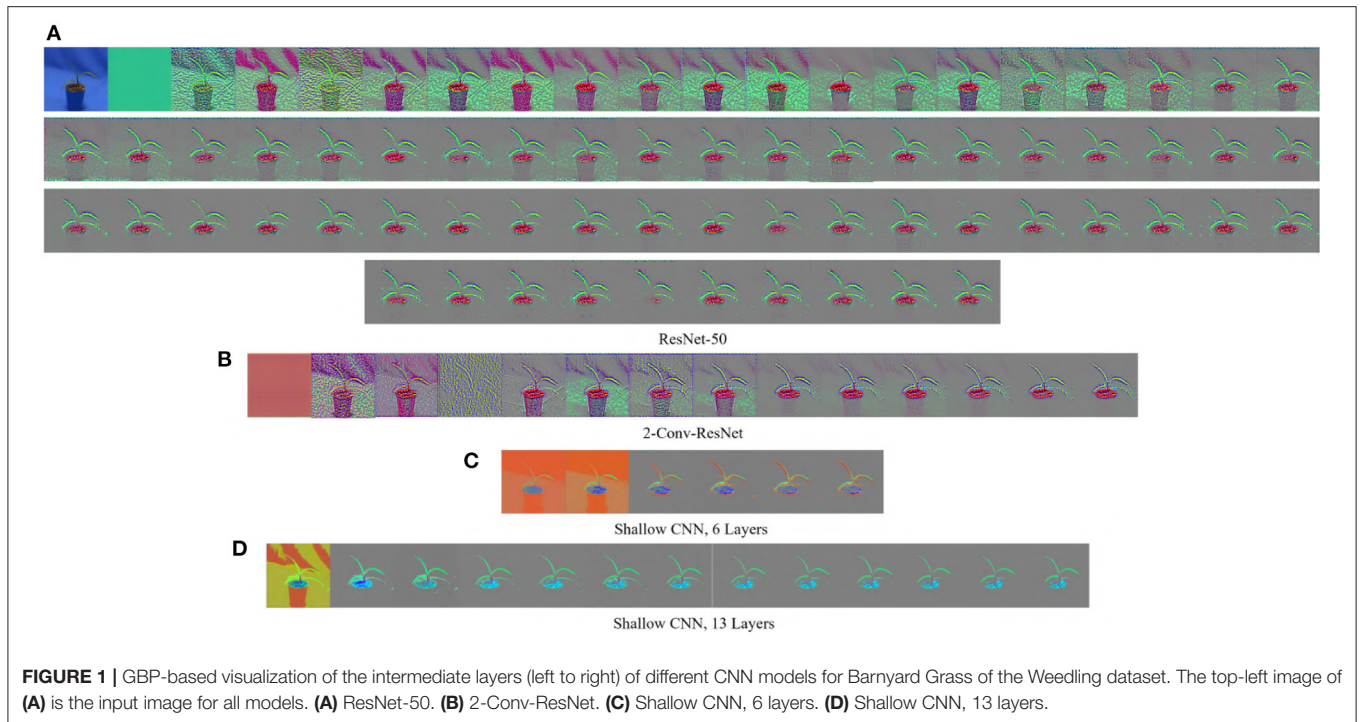 A
ResNet-50
B
2-Conv-ResNet
C
Shallow CNN, 6 Layers
D
Shallow CNN, 13 Layers
FIGURE 1 | GBP-based visualization of the intermediate layers (left to right) of different CNN models for Barnyard Grass of the Weedling dataset. The top-left image of
(A) is the input image for all models. (A) ResNet-50. (B) 2-Conv-ResNet. (C) Shallow CNN, 6 layers. (D) Shallow CNN, 13 layers.